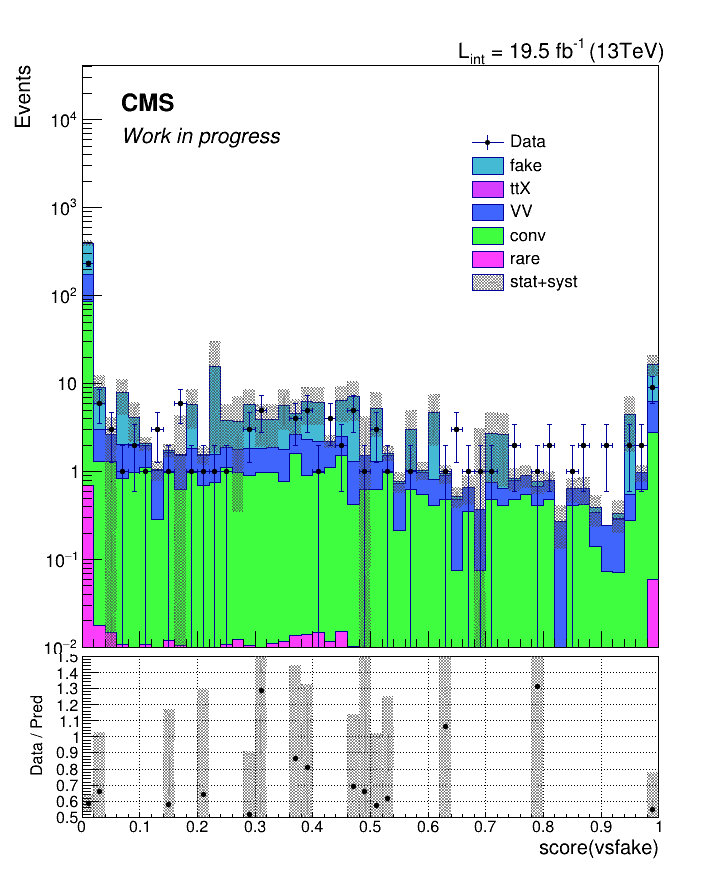 L_int = 19.5 fb^-1 (13TeV)
Events
CMS
Work in progress
Data
fake
ttX
VV
conv
rare
stat+syst
10^4
10^3
10^2
10
1
10^−1
10^−2
Data / Pred
1.5
1.4
1.3
1.2
1.1
1
0.9
0.8
0.7
0.6
0.5
0 0.1 0.2 0.3 0.4 0.5 0.6 0.7 0.8 0.9 1
score(vsfake)